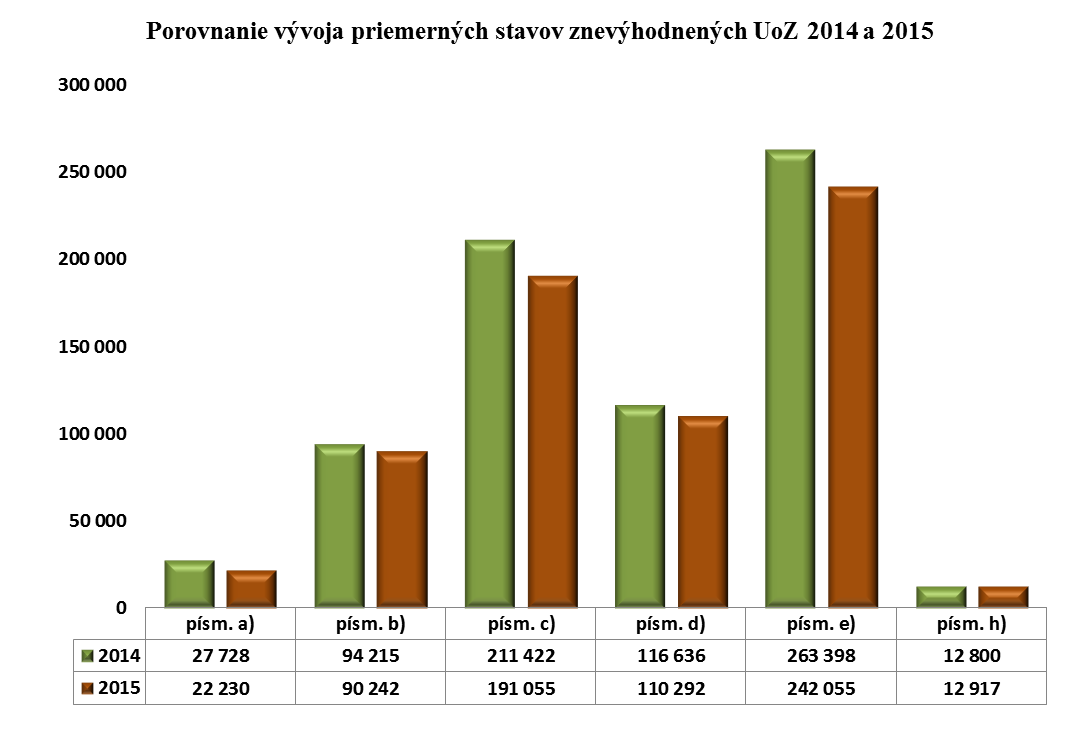 Porovnanie vývoja priemerných stavov znevýhodnených UoZ 2014 a 2015
300 000
250 000
200 000
150 000
100 000
50 000
0
písm. a) písm. b) písm. c) písm. d) písm. e) písm. h)
2014 27 728 94 215 211 422 116 636 263 398 12 800
2015 22 230 90 242 191 055 110 292 242 055 12 917